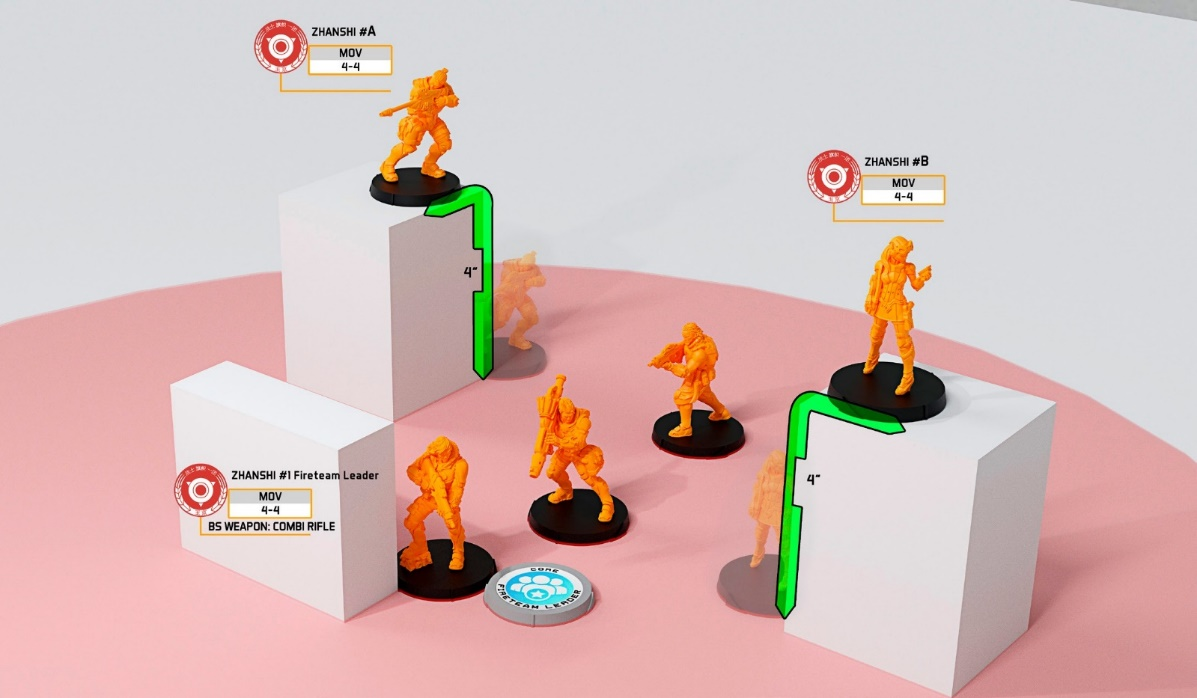 ZHANSHI #A
MOV
4-4
4"
ZHANSHI #B
MOV
4-4
4"
ZHANSHI #1 Fireteam Leader
MOV
4-4
BS WEAPON: COMBI RIFLE
CORE
FIRETEAM LEADER